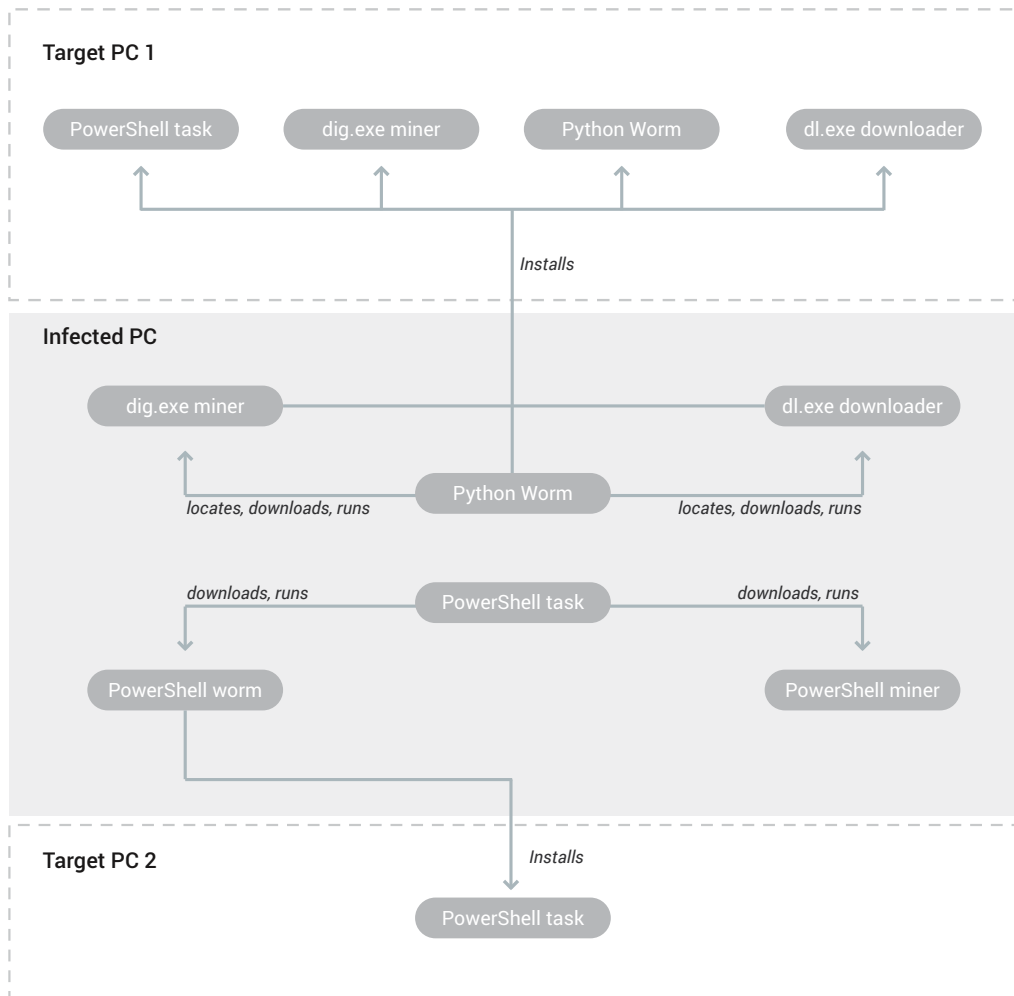 Target PC 1
PowerShell task
dig.exe miner
Python Worm
dl.exe downloader
Installs
Infected PC
dig.exe miner
dl.exe downloader
Python Worm
locates, downloads, runs
locates, downloads, runs
downloads, runs
PowerShell task
downloads, runs
PowerShell worm
PowerShell miner
Target PC 2
Installs
PowerShell task